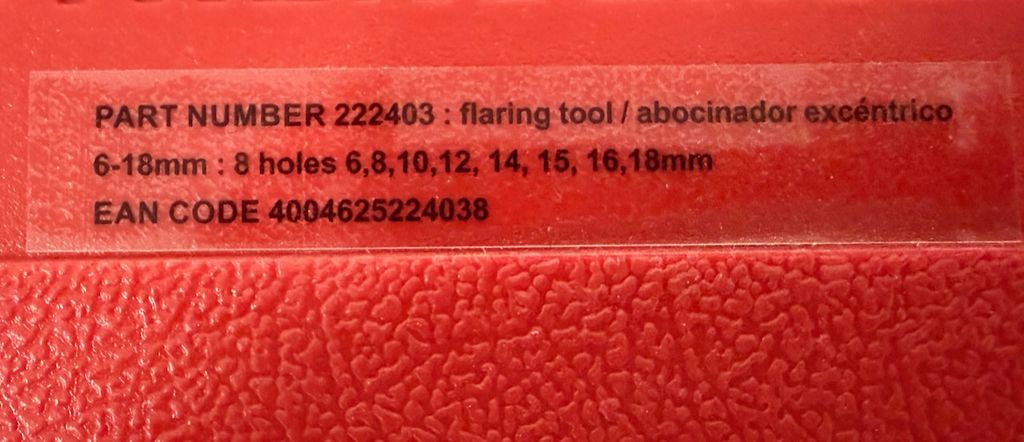 PART NUMBER 222403 : flaring tool / abocinador excéntrico
6-18mm : 8 holes 6,8,10,12, 14, 15, 16,18mm
EAN CODE 4004625224038